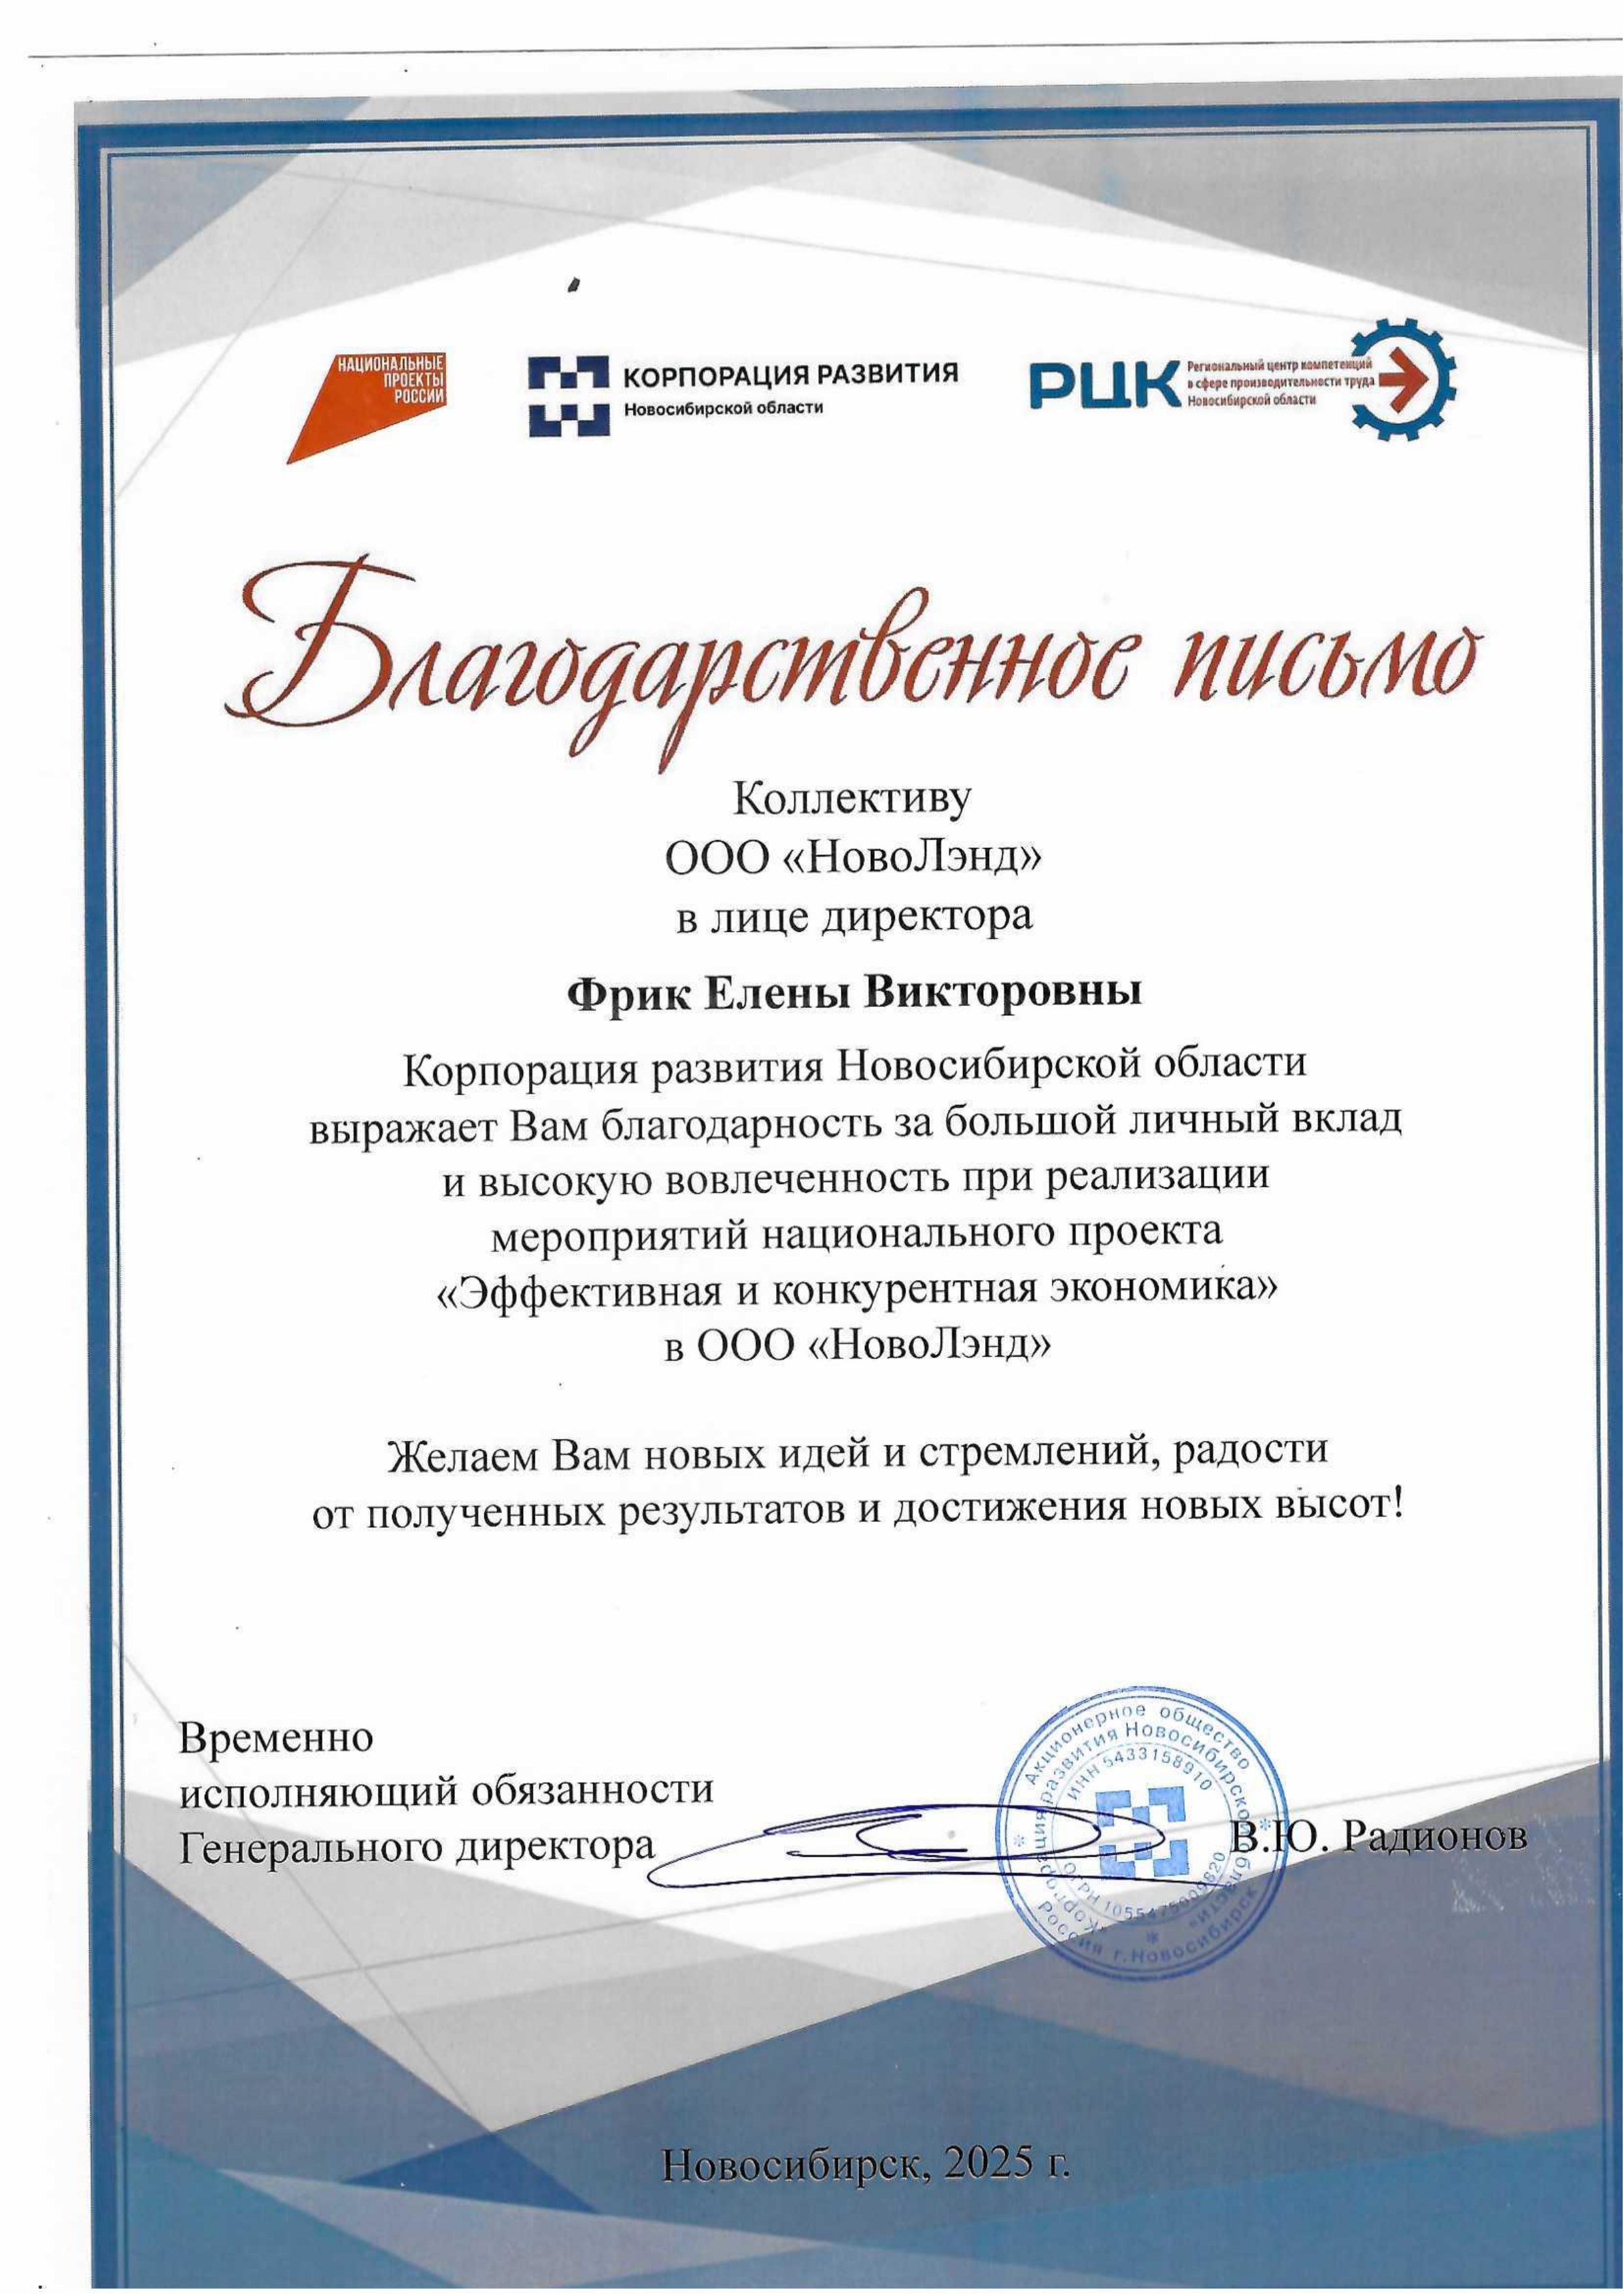 НАЦИОНАЛЬНЫЕ
ПРОЕКТЫ
РОССИИ
КОРПОРАЦИЯ РАЗВИТИЯ
Новосибирской области
РЦК
Региональный центр компетенций
в сфере производительности труда
Новосибирской области
Благодарственное письмо
Коллективу
ООО «НовоЛэнд»
в лице директора
Фрик Елены Викторовны
Корпорация развития Новосибирской области
выражает Вам благодарность за большой личный вклад
и высокую вовлеченность при реализации
мероприятий национального проекта
«Эффективная и конкурентная экономика»
в ООО «НовоЛэнд»
Желаем Вам новых идей и стремлений, радости
от полученных результатов и достижения новых высот!
Временно
исполняющий обязанности
Генерального директора
В.Ю. Радионов
Акционерное общество
развития Новосибирской
ИНН 5433158910
ОГРН
Россия г.Новосибирск
Новосибирск, 2025 г.